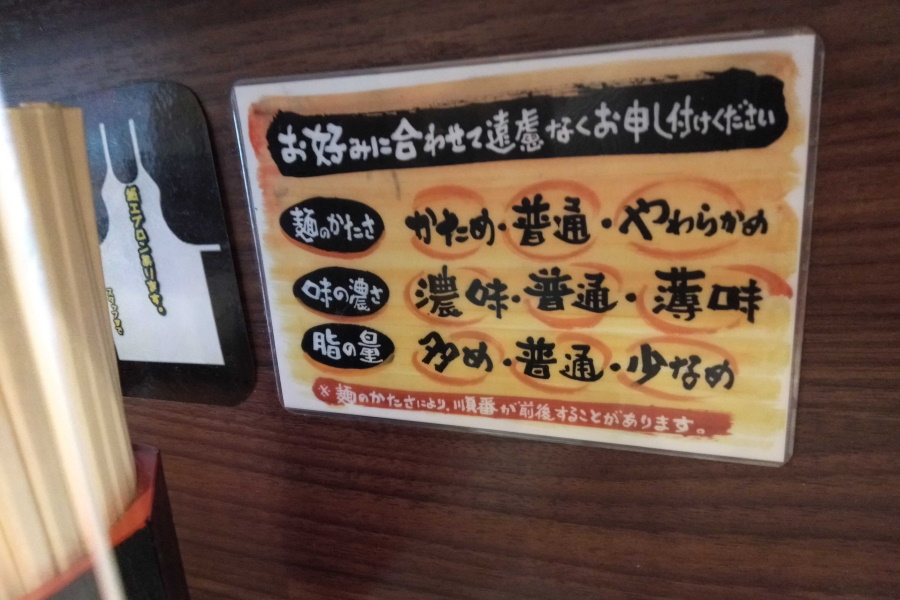 お好みに合わせて遠慮なくお申し付けください
麺のかたさ かため・普通・やわらかめ
味の濃さ 濃味・普通・薄味
脂の量 多め・普通・少なめ
※麺のかたさにより、順番が前後することがあります。
紙エプロン有ります。